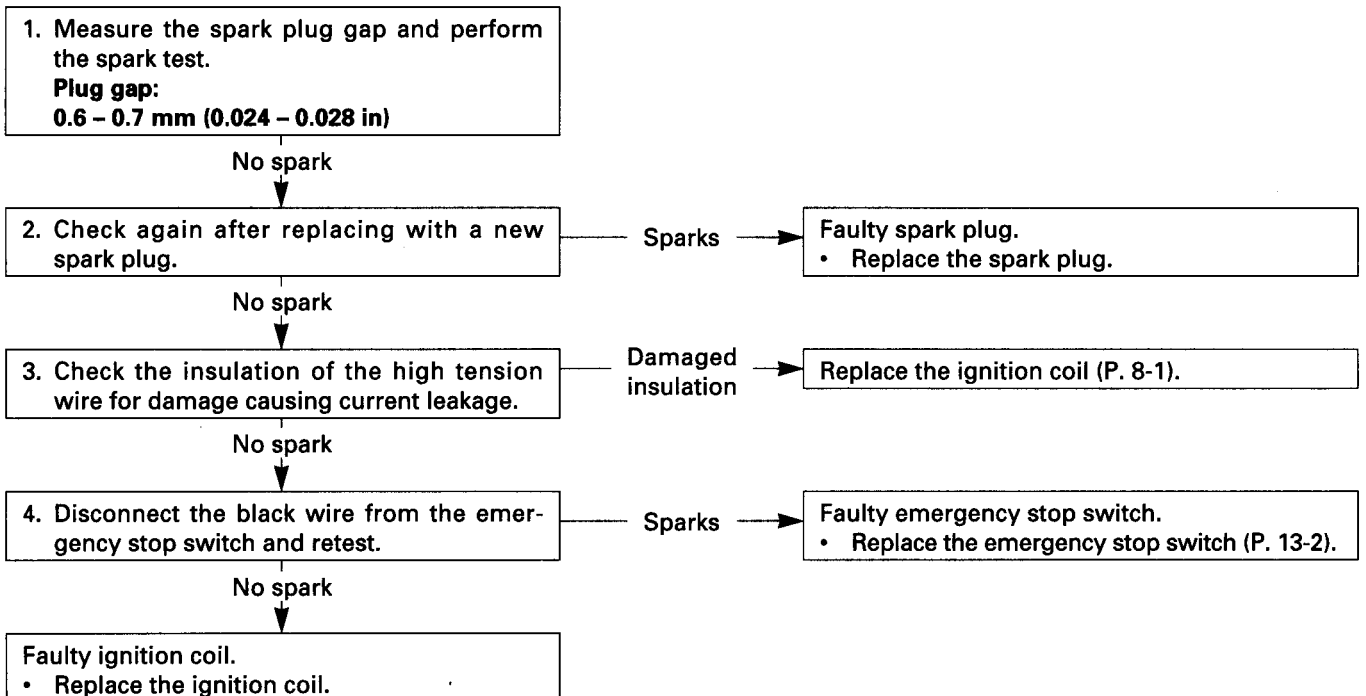 1. Measure the spark plug gap and perform
the spark test.
Plug gap:
0.6 – 0.7 mm (0.024 – 0.028 in)
No spark
2. Check again after replacing with a new
spark plug.
Sparks
Faulty spark plug.
• Replace the spark plug.
No spark
3. Check the insulation of the high tension
wire for damage causing current leakage.
Damaged
insulation
Replace the ignition coil (P. 8-1).
No spark
4. Disconnect the black wire from the emer-
gency stop switch and retest.
Sparks
Faulty emergency stop switch.
• Replace the emergency stop switch (P. 13-2).
No spark
Faulty ignition coil.
• Replace the ignition coil.